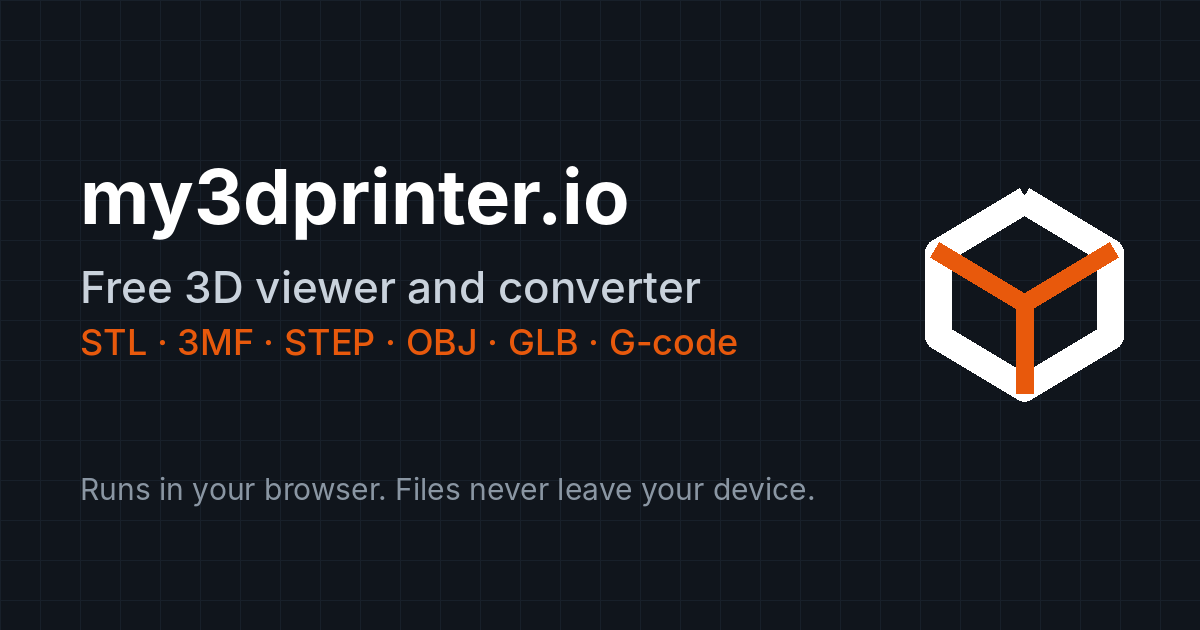 my3dprinter.io
Free 3D viewer and converter
STL · 3MF · STEP · OBJ · GLB · G-code
Runs in your browser. Files never leave your device.